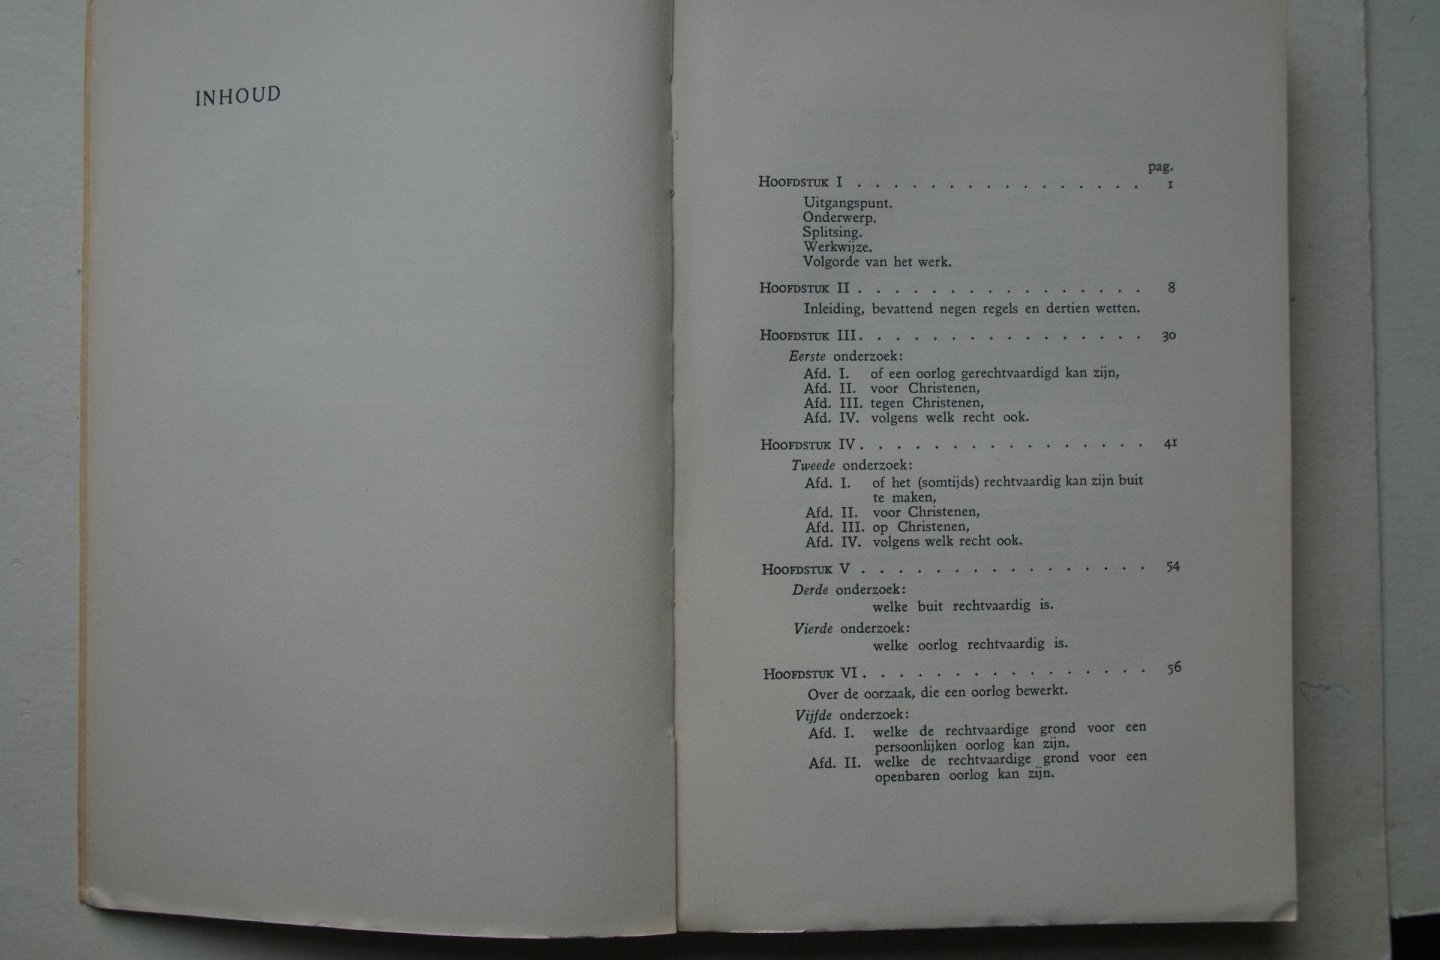 INHOUD
pag.
HOOFDSTUK I . . . . . . . . . . . . . . . . 1
Uitgangspunt.
Onderwerp.
Splitsing.
Werkwijze.
Volgorde van het werk.
HOOFDSTUK II . . . . . . . . . . . . . . . . 8
Inleiding, bevattend negen regels en dertien wetten.
HOOFDSTUK III. . . . . . . . . . . . . . . . 30
Eerste onderzoek:
Afd. I. of een oorlog gerechtvaardigd kan zijn,
Afd. II. voor Christenen,
Afd. III. tegen Christenen,
Afd. IV. volgens welk recht ook.
HOOFDSTUK IV . . . . . . . . . . . . . . . . 41
Tweede onderzoek:
Afd. I. of het (somtijds) rechtvaardig kan zijn buit
te maken,
Afd. II. voor Christenen,
Afd. III. op Christenen,
Afd. IV. volgens welk recht ook.
HOOFDSTUK V . . . . . . . . . . . . . . . . 54
Derde onderzoek:
welke buit rechtvaardig is.
Vierde onderzoek:
welke oorlog rechtvaardig is.
HOOFDSTUK VI . . . . . . . . . . . . . . . . 56
Over de oorzaak, die een oorlog bewerkt.
Vijfde onderzoek:
Afd. I. welke de rechtvaardige grond voor een
persoonlijken oorlog kan zijn.
Afd. II. welke de rechtvaardige grond voor een
openbaren oorlog kan zijn.